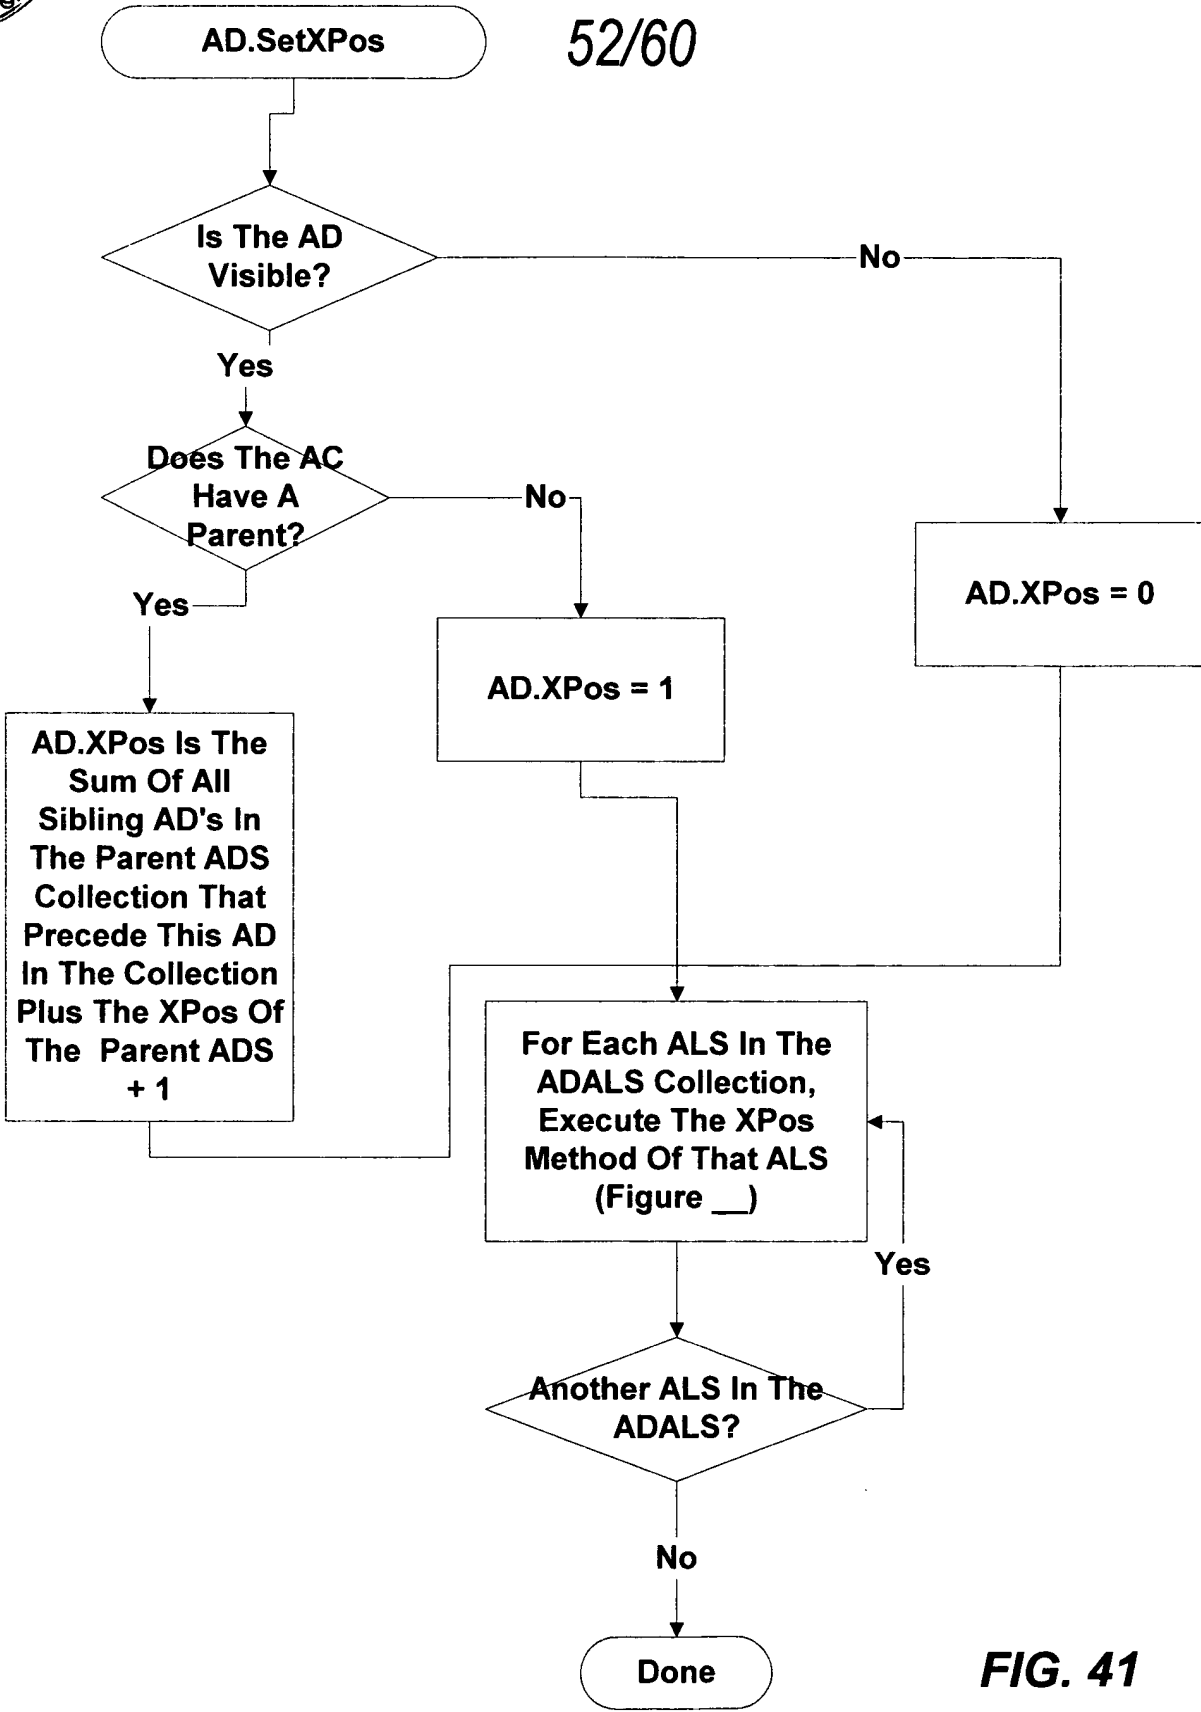 AD.SetXPos
52/60
Is The AD
Visible?
No
Yes
Does The AC
Have A
Parent?
No
Yes
AD.XPos = 0
AD.XPos = 1
AD.XPos Is The
Sum Of All
Sibling AD's In
The Parent ADS
Collection That
Precede This AD
In The Collection
Plus The XPos Of
The Parent ADS
+ 1
For Each ALS In The
ADALS Collection,
Execute The XPos
Method Of That ALS
(Figure __)
Yes
Another ALS In The
ADALS?
No
Done
FIG. 41